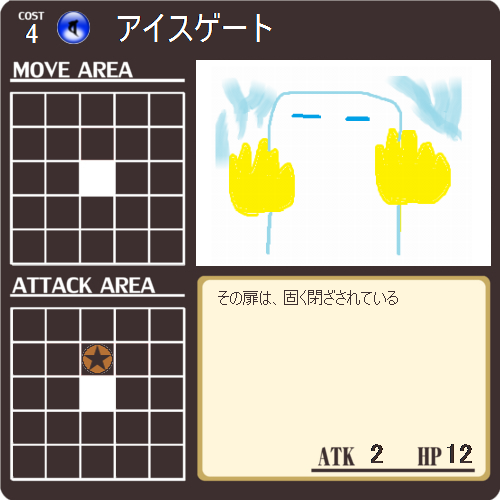 COST
4
アイスゲート
MOVE AREA
ATTACK AREA
その扉は、固く閉ざされている
ATK 2 HP 12